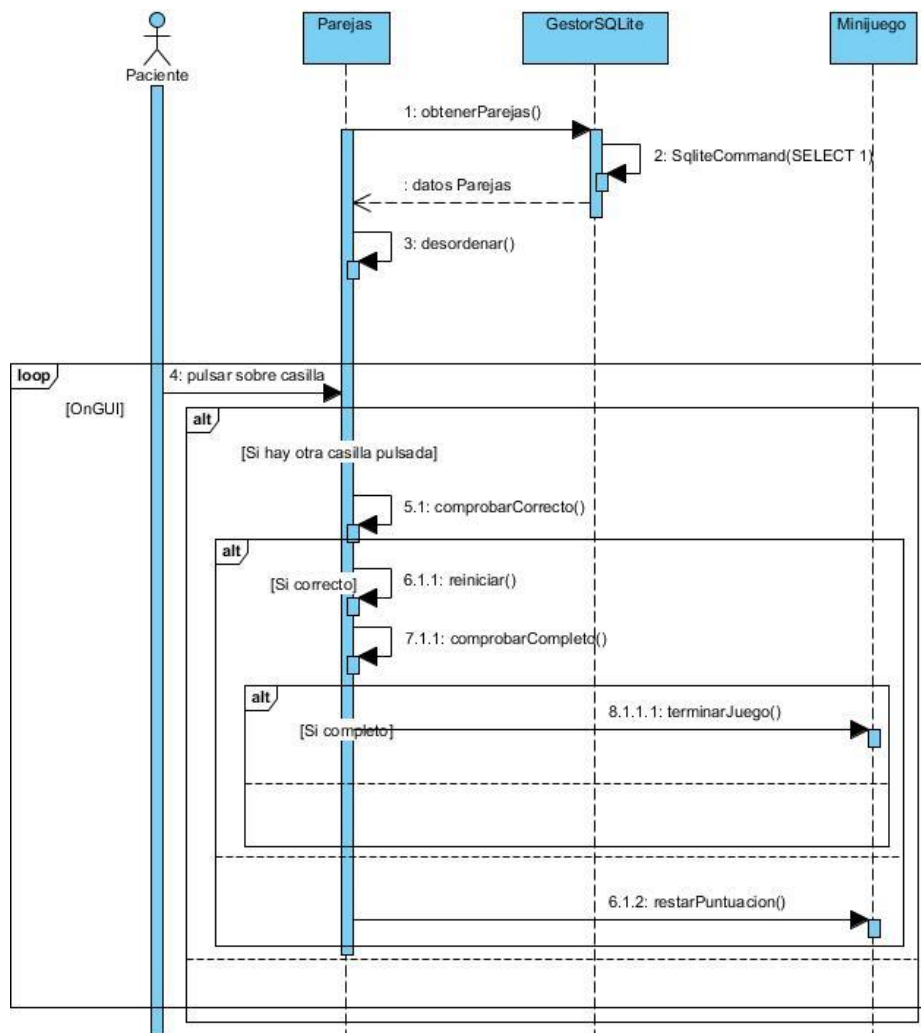 Parejas
GestorSQLite
Minijuego
Paciente
1: obtenerParejas()
2: SqliteCommand(SELECT 1)
: datos Parejas
3: desordenar()
loop
4: pulsar sobre casilla
[OnGUI]
alt
[Si hay otra casilla pulsada]
5.1: comprobarCorrecto()
alt
[Si correcto]
6.1.1: reiniciar()
7.1.1: comprobarCompleto()
alt
8.1.1.1: terminarJuego()
[Si completo]
6.1.2: restarPuntuacion()